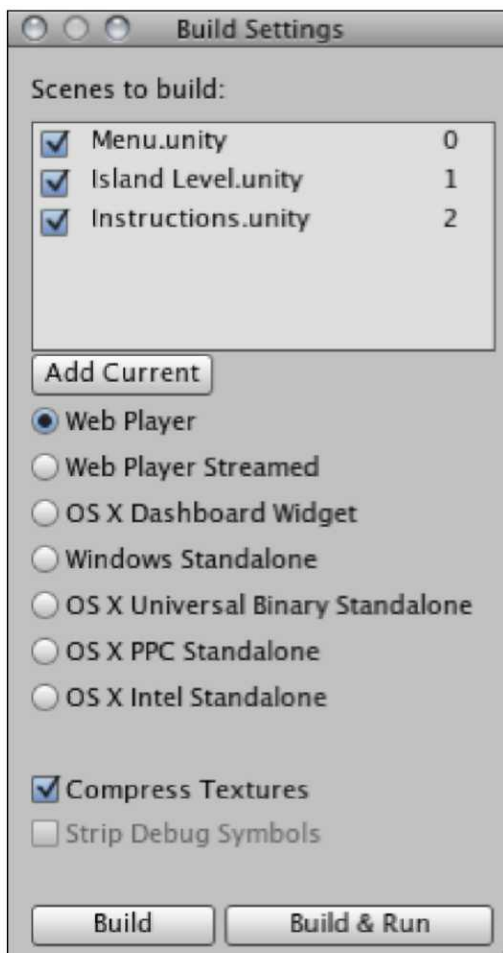 Build Settings
Scenes to build:
Menu.unity 0
Island Level.unity 1
Instructions.unity 2
Add Current
Web Player
Web Player Streamed
OS X Dashboard Widget
Windows Standalone
OS X Universal Binary Standalone
OS X PPC Standalone
OS X Intel Standalone
Compress Textures
Strip Debug Symbols
Build Build & Run